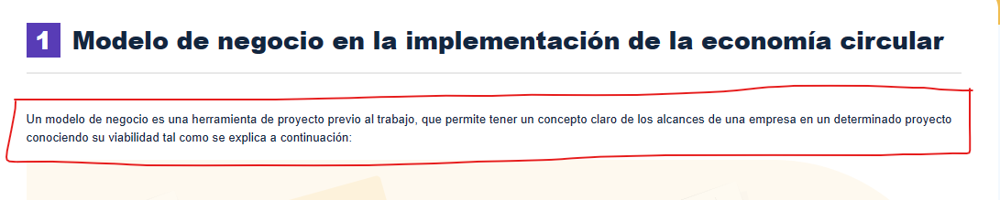 1 Modelo de negocio en la implementación de la economía circular
Un modelo de negocio es una herramienta de proyecto previo al trabajo, que permite tener un concepto claro de los alcances de una empresa en un determinado proyecto
conociendo su viabilidad tal como se explica a continuación: